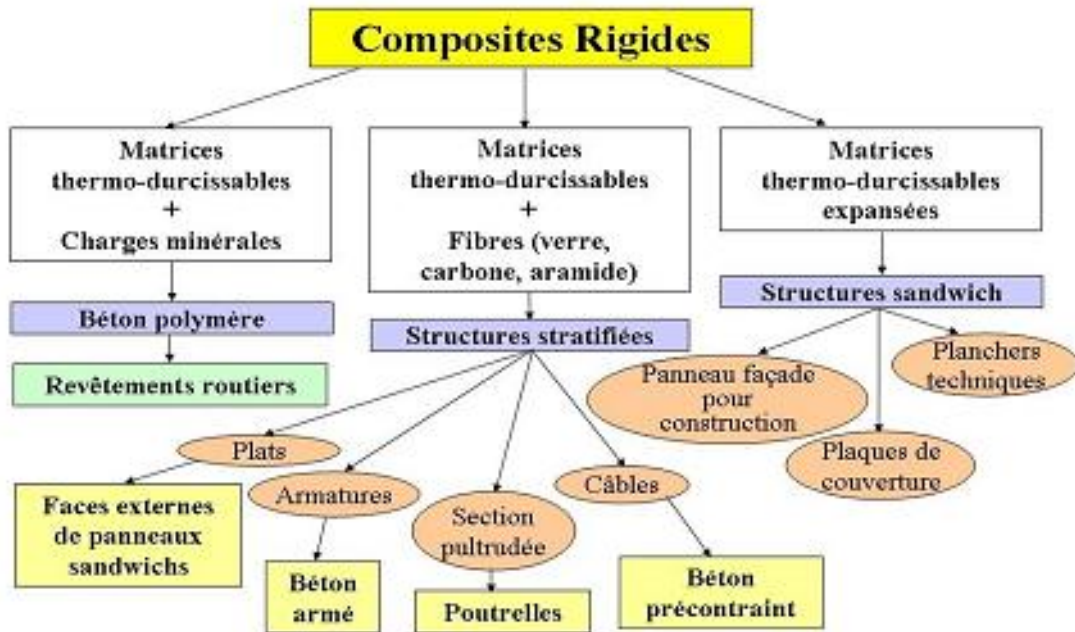 Composites Rigides
Matrices
thermo-durcissables
+
Charges minérales
Matrices
thermo-durcissables
+
Fibres (verre,
carbone, aramide)
Matrices
thermo-durcissables
expansées
Béton polymère
Structures stratifiées
Structures sandwich
Revêtements routiers
Panneau façade
pour
construction
Planchers
techniques
Plaques de
couverture
Plats
Armatures
Section
pultrudée
Câbles
Faces externes
de panneaux
sandwichs
Béton
armé
Poutrelles
Béton
précontraint